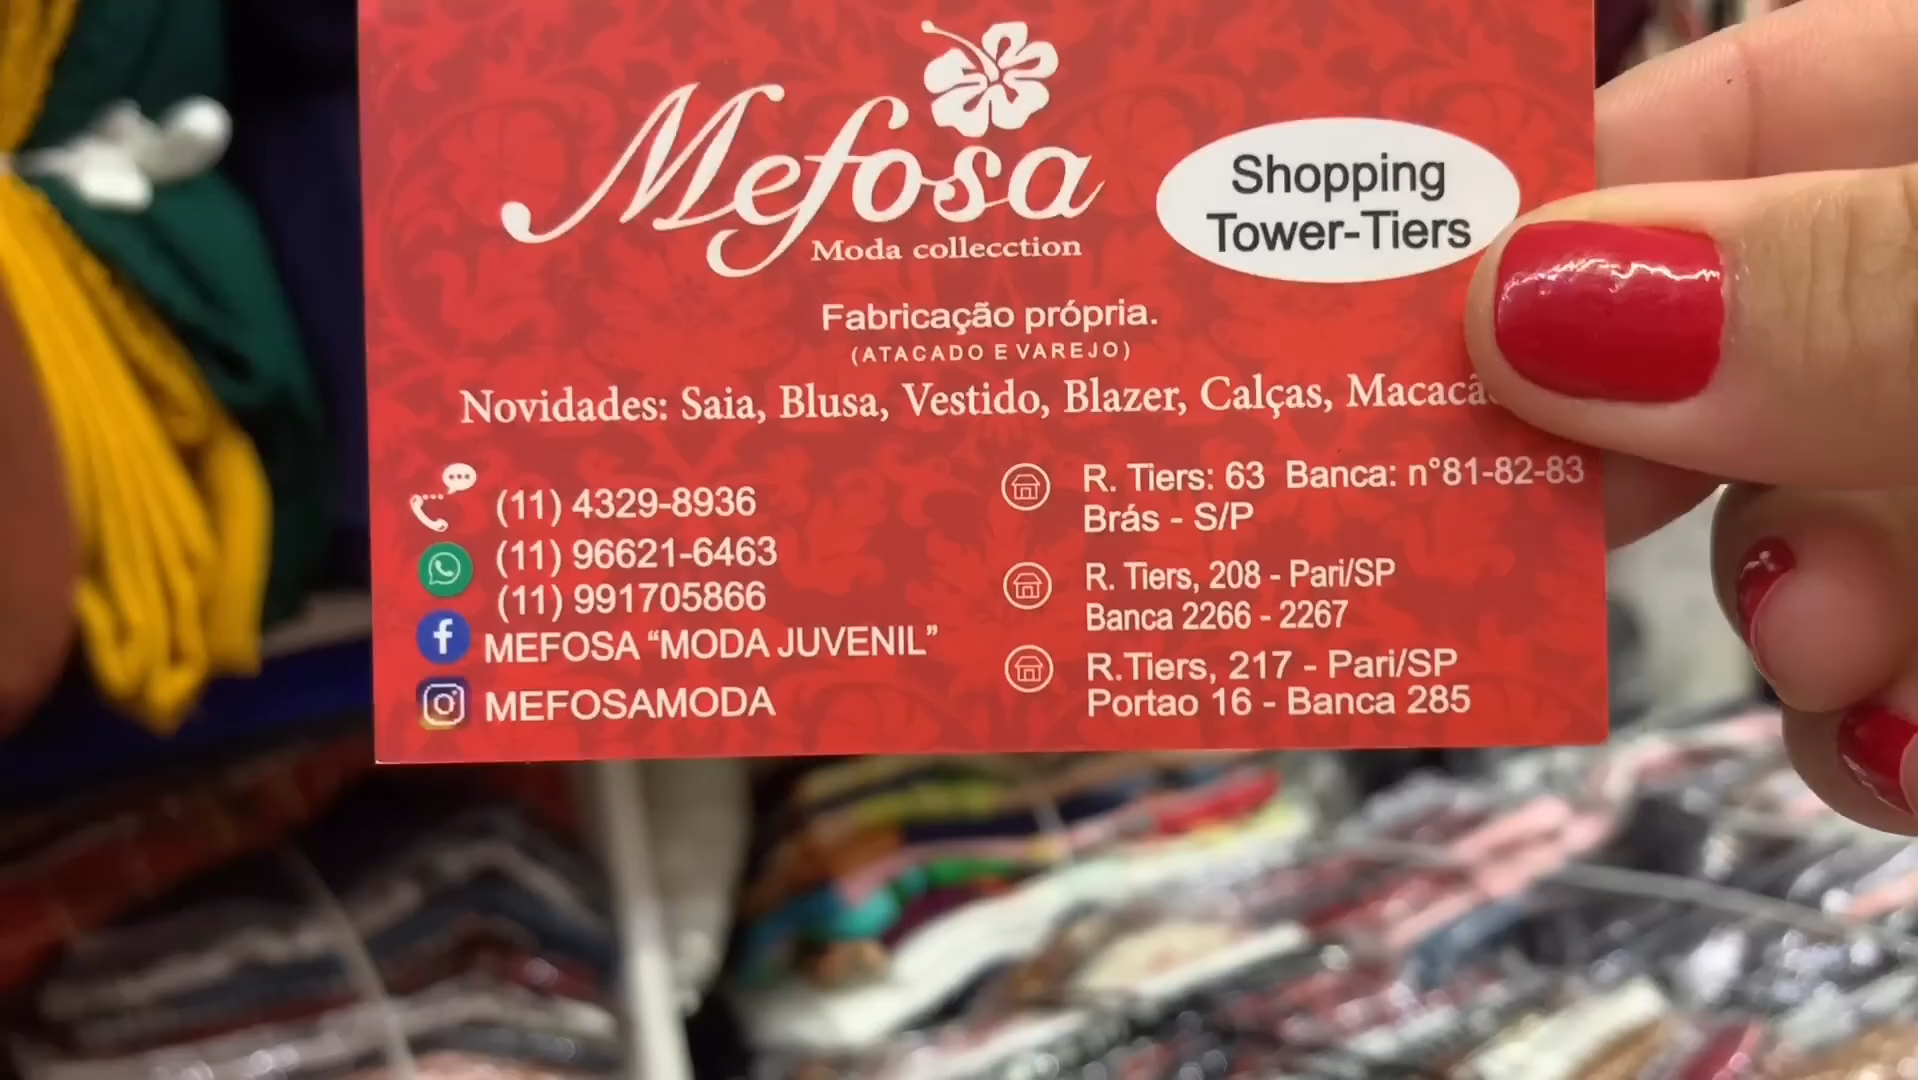 Mefosa
Moda collecction
Shopping
Tower-Tiers
Fabricação própria.
(ATACADO E VAREJO)
Novidades: Saia, Blusa, Vestido, Blazer, Calças,
(11) 4329-8936
(11) 96621-6463
(11) 991705866
MEFOSA “MODA JUVENIL”
MEFOSAMODA
R. Tiers: 63 Banca: n°81-82-83
Brás - S/P
R. Tiers, 208 - Pari/SP
Banca 2266 - 2267
R.Tiers, 217 - Pari/SP
Portao 16 - Banca 285